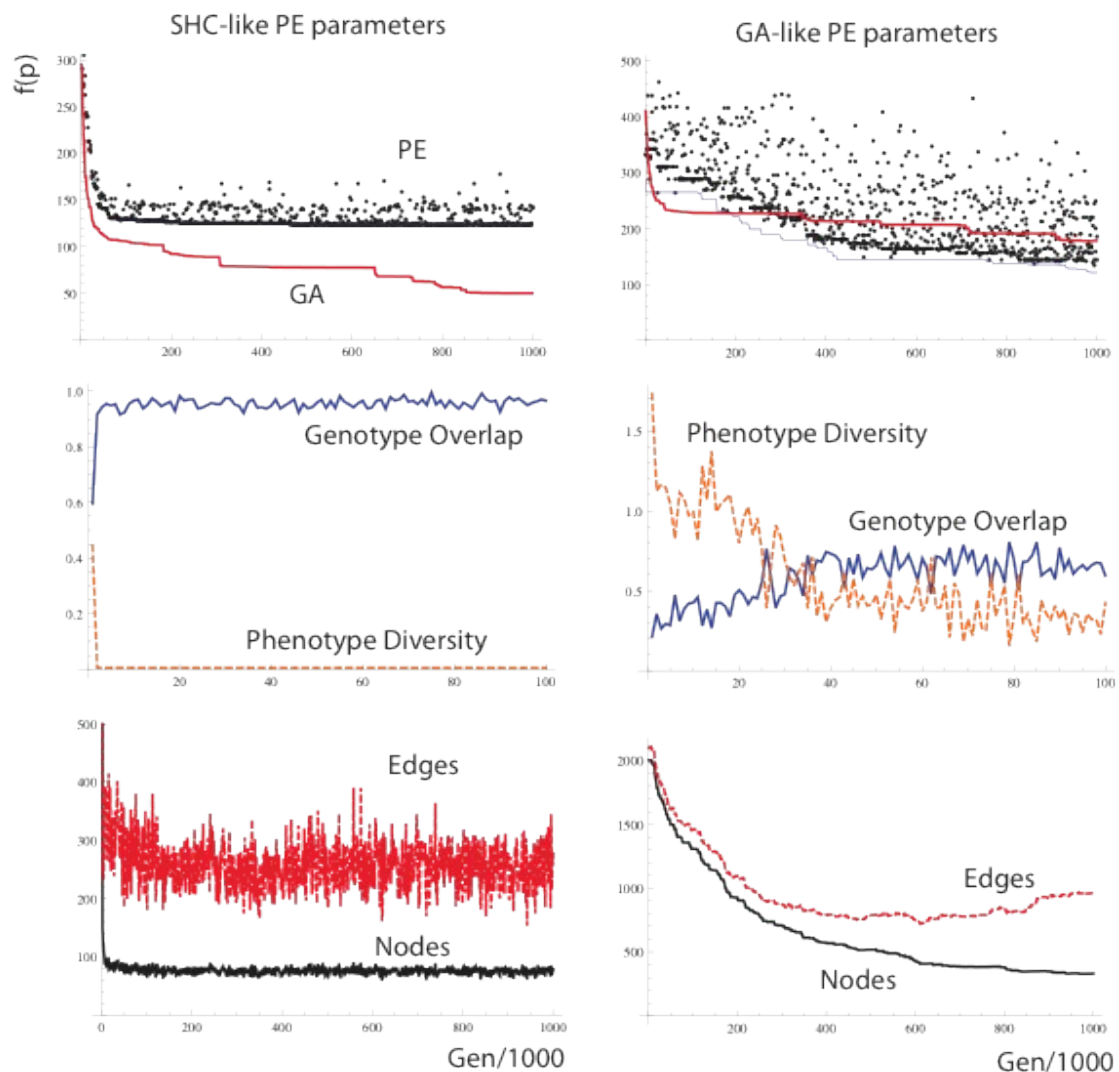 SHC-like PE parameters
GA-like PE parameters
f(p)
300
250
200
150
100
50
PE
GA
200 400 600 800 1000
500
400
300
200
100
200 400 600 800 1000
1.0
0.8
0.6
0.4
0.2
Genotype Overlap
Phenotype Diversity
20 40 60 80 100
1.5
1.0
0.5
Phenotype Diversity
Genotype Overlap
20 40 60 80 100
500
400
300
200
100
Edges
Nodes
0 200 400 600 800 1000
Gen/1000
2000
1500
1000
500
Edges
Nodes
200 400 600 800 1000
Gen/1000